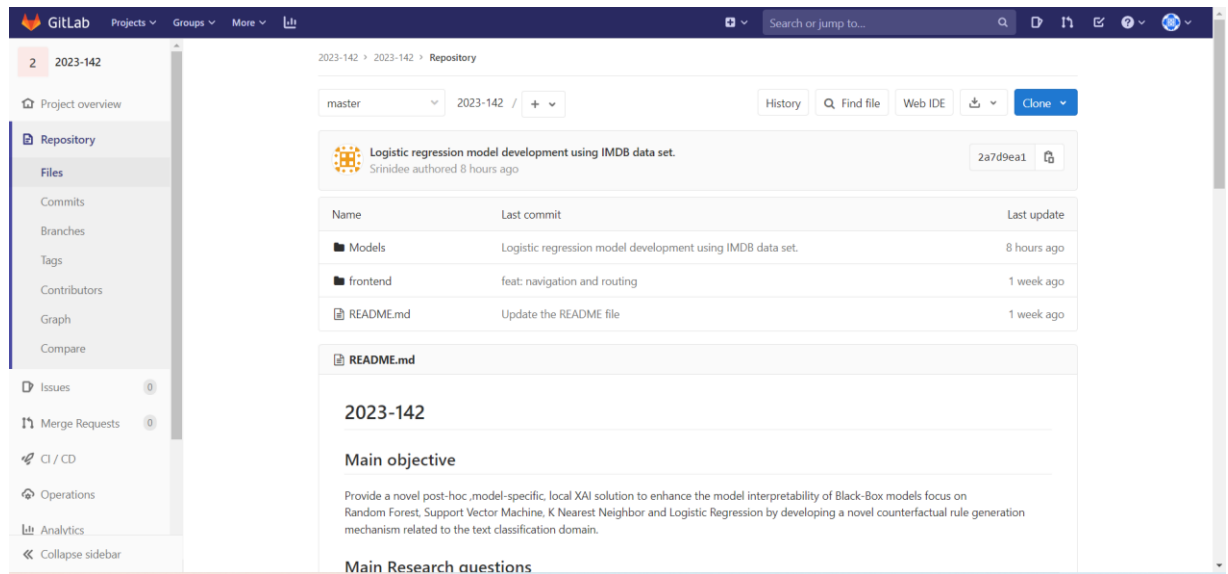 GitLab Projects Groups More Search or jump to...
2 2023-142
Project overview
Repository
Files
Commits
Branches
Tags
Contributors
Graph
Compare
Issues 0
Merge Requests 0
CI / CD
Operations
Analytics
Collapse sidebar
2023-142 > 2023-142 > Repository
master 2023-142 / + History Find file Web IDE Clone
Logistic regression model development using IMDB data set.
Srinidee authored 8 hours ago
2a7d9ea1
Name Last commit Last update
Models Logistic regression model development using IMDB data set. 8 hours ago
frontend feat: navigation and routing 1 week ago
README.md Update the README file 1 week ago
README.md
2023-142
Main objective
Provide a novel post-hoc ,model-specific, local XAI solution to enhance the model interpretability of Black-Box models focus on
Random Forest, Support Vector Machine, K Nearest Neighbor and Logistic Regression by developing a novel counterfactual rule generation
mechanism related to the text classification domain.
Main Research questions